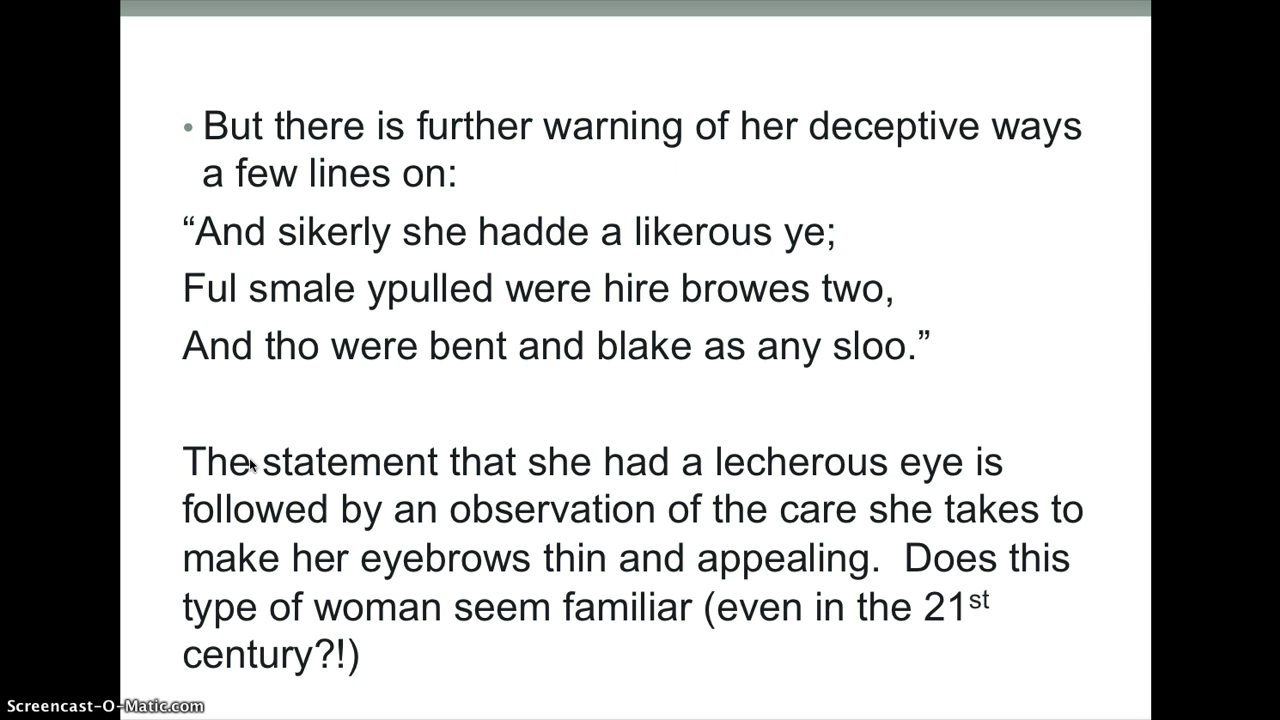 • But there is further warning of her deceptive ways
a few lines on:
“And sikerly she hadde a likerous ye;
Ful smale ypulled were hire browes two,
And tho were bent and blake as any sloo.”
The statement that she had a lecherous eye is
followed by an observation of the care she takes to
make her eyebrows thin and appealing.  Does this
type of woman seem familiar (even in the 21st
century?!)
Screencast-O-Matic.com